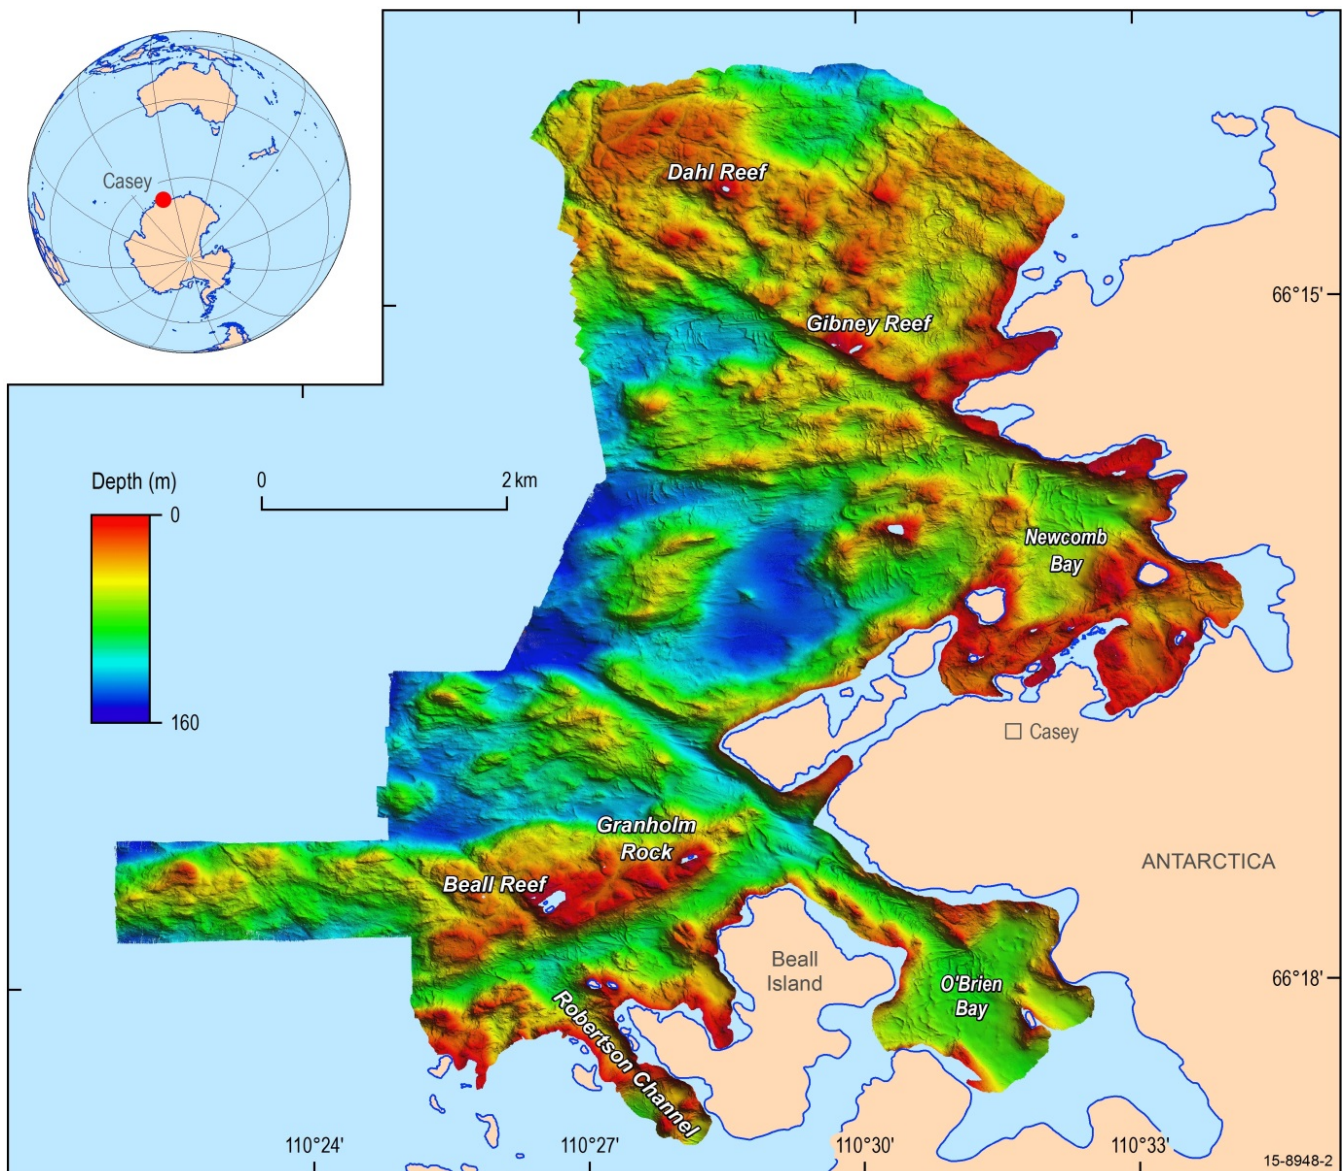 Casey
Dahl Reef
66°15'
Gibney Reef
Depth (m)
0
160
0
2 km
Newcomb
Bay
Casey
Granholm
Rock
ANTARCTICA
Beall Reef
Beall
Island
66°18'
O'Brien
Bay
Robertson Channel
110°24'
110°27'
110°30'
110°33'
15-8948-2